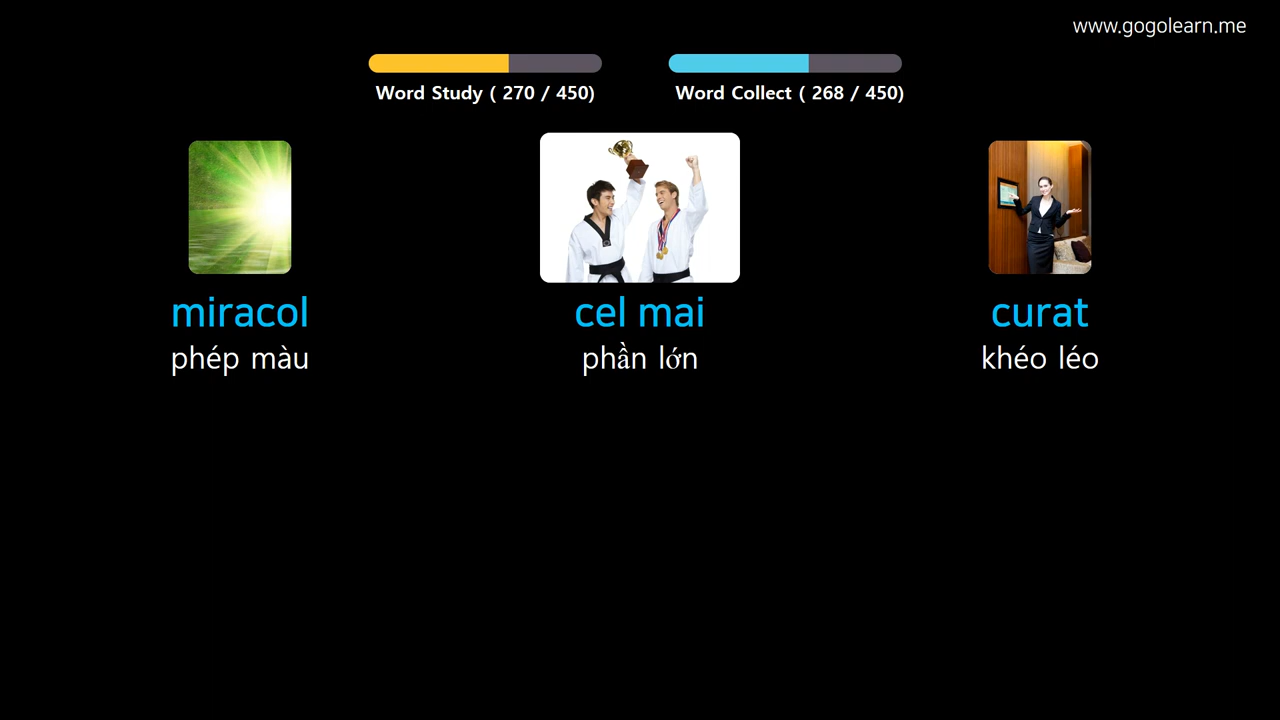 www.gogolearn.me
Word Study ( 270 / 450)
Word Collect ( 268 / 450)
miracol
phép màu
cel mai
phần lớn
curat
khéo léo